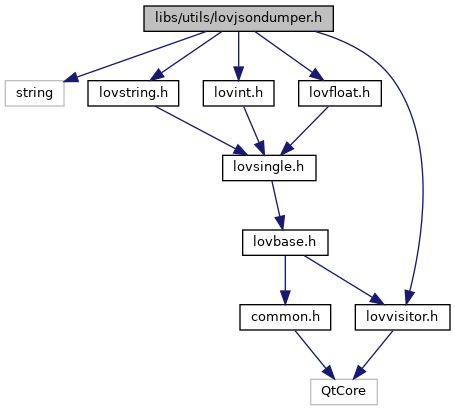 libs/utils/lovjsondumper.h
string
lovstring.h
lovint.h
lovfloat.h
lovsingle.h
lovbase.h
common.h
lovvisitor.h
QtCore